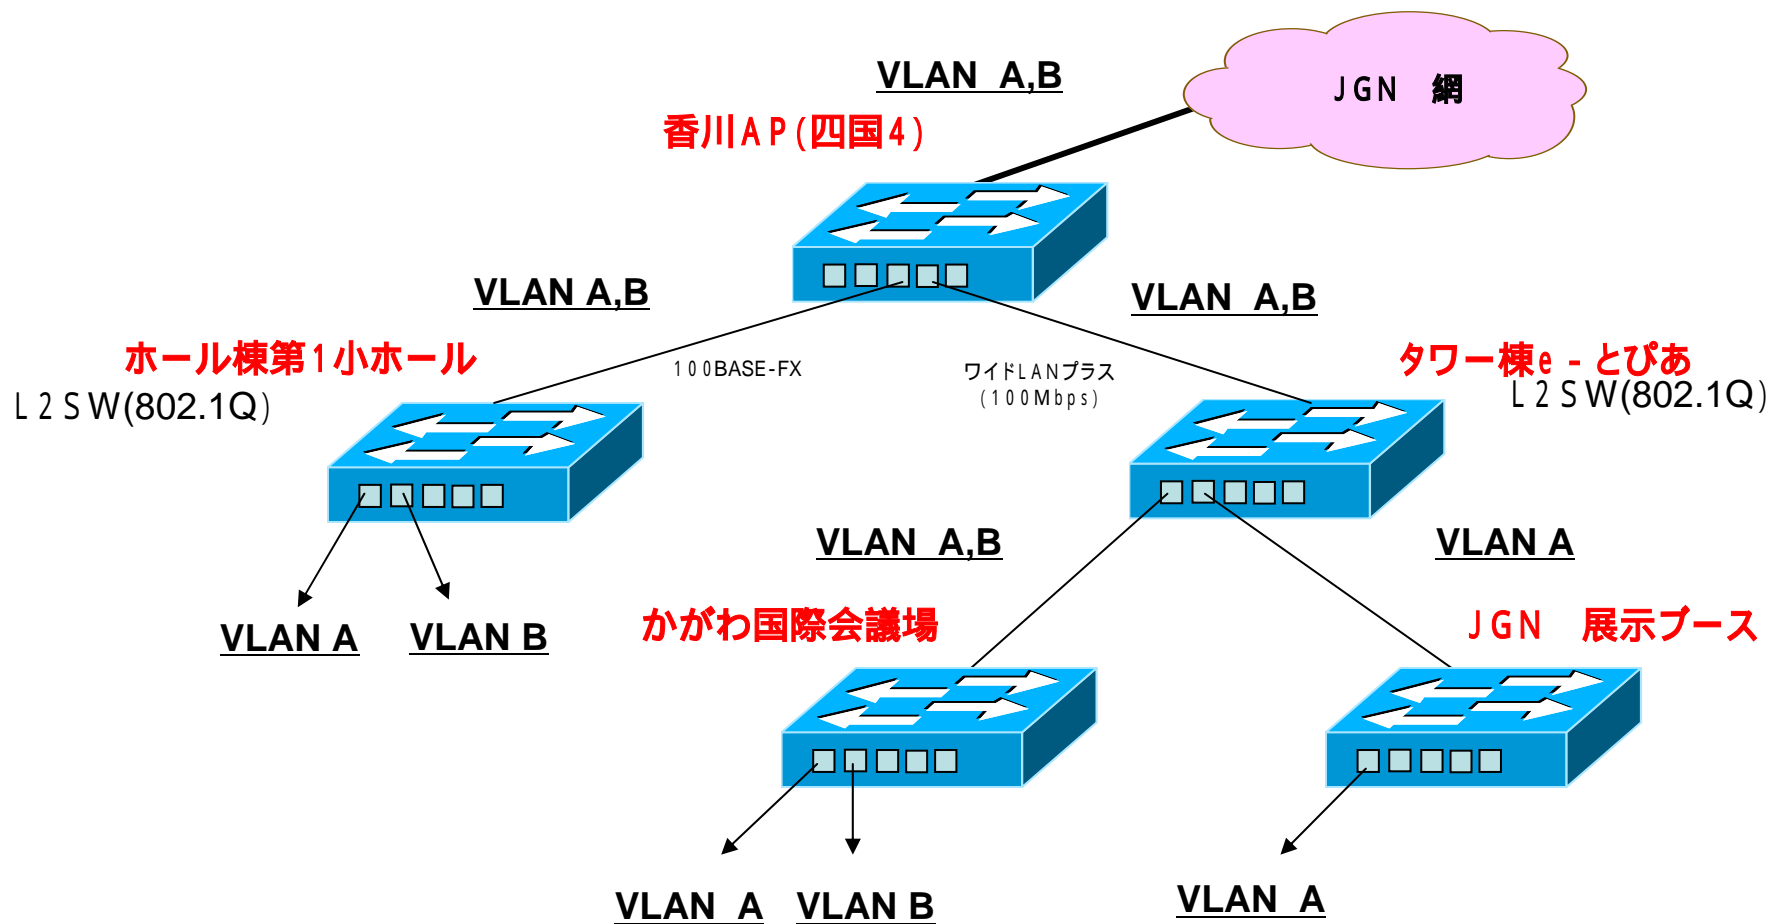 VLAN A,B
JGN 網
香川AP(四国4)
VLAN A,B
VLAN A,B
ホール棟第1小ホール
100BASE-FX
ワイドLANプラス
(100Mbps)
タワー棟e-とぴあ
L2SW(802.1Q)
L2SW(802.1Q)
VLAN A,B
VLAN A
VLAN A
VLAN B
かがわ国際会議場
JGN 展示ブース
VLAN A
VLAN B
VLAN A